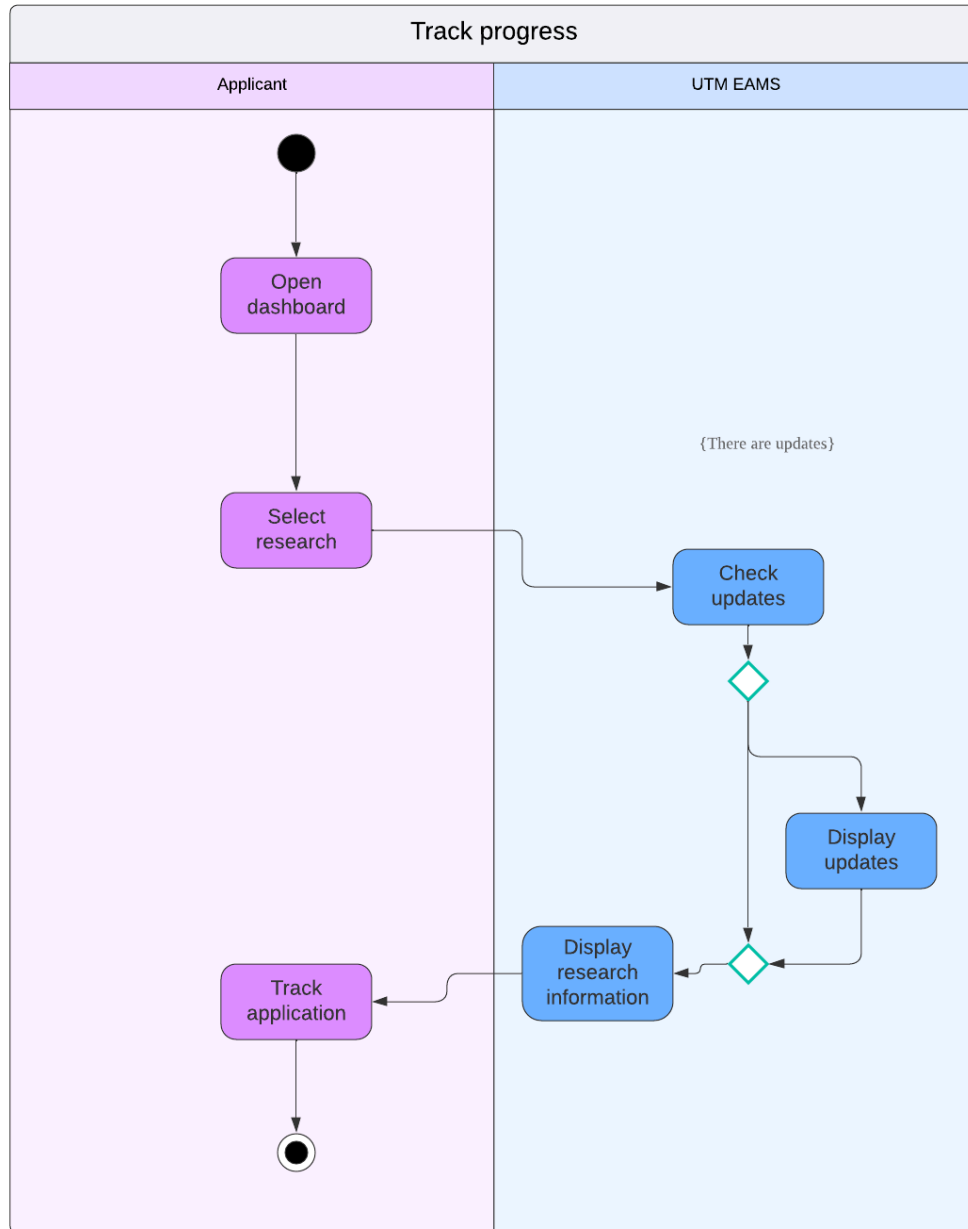 Track progress
Applicant
UTM EAMS
Open
dashboard
{There are updates}
Select
research
Check
updates
Display
updates
Display
research
information
Track
application